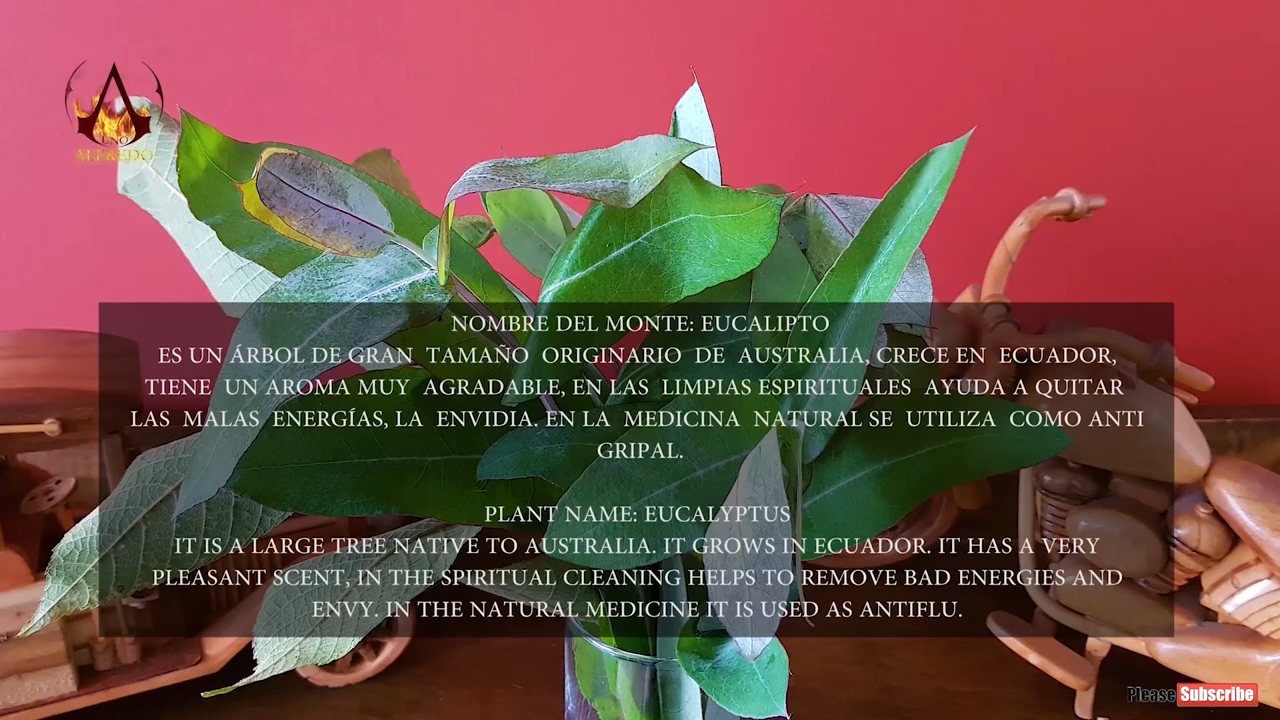 UNO
ALFREDO
NOMBRE DEL MONTE: EUCALIPTO
ES UN ÁRBOL DE GRAN TAMAÑO ORIGINARIO DE AUSTRALIA, CRECE EN ECUADOR,
TIENE UN AROMA MUY AGRADABLE, EN LAS LIMPIAS ESPIRITUALES AYUDA A QUITAR
LAS MALAS ENERGÍAS, LA ENVIDIA. EN LA MEDICINA NATURAL SE UTILIZA COMO ANTI
GRIPAL.
PLANT NAME: EUCALYPTUS
IT IS A LARGE TREE NATIVE TO AUSTRALIA. IT GROWS IN ECUADOR. IT HAS A VERY
PLEASANT SCENT, IN THE SPIRITUAL CLEANING HELPS TO REMOVE BAD ENERGIES AND
ENVY. IN THE NATURAL MEDICINE IT IS USED AS ANTIFLU.
Please Subscribe